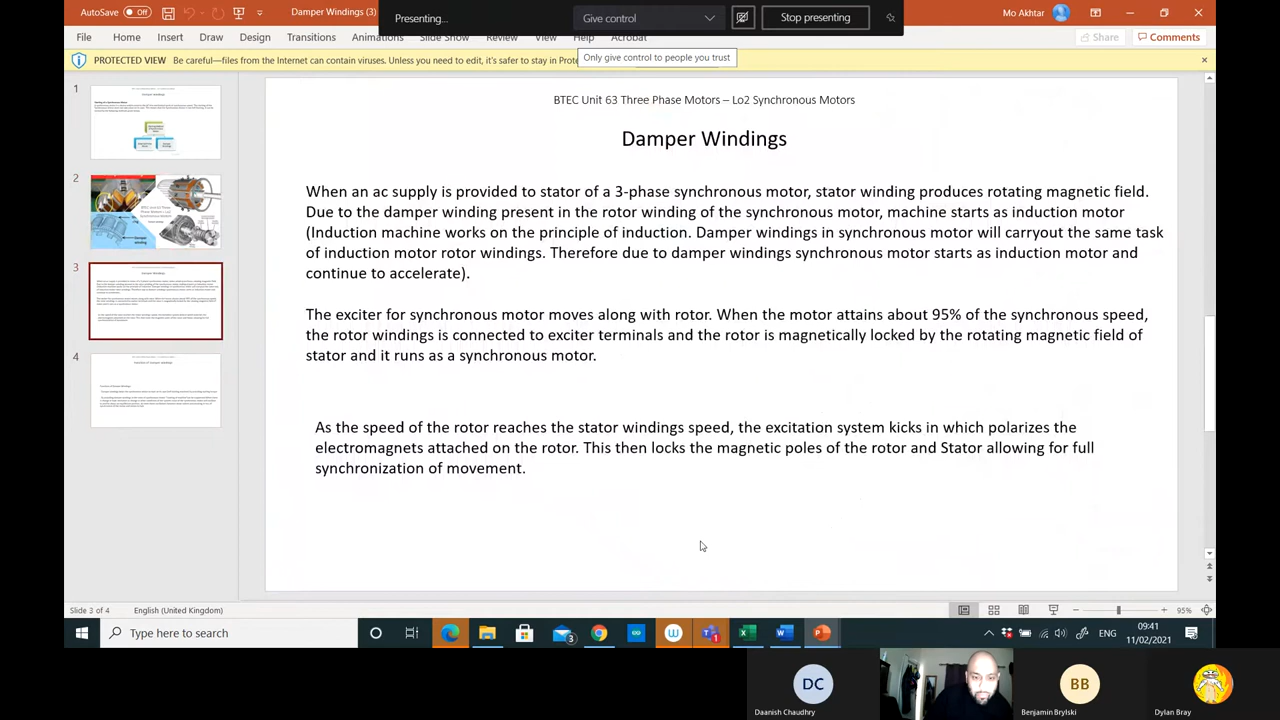 AutoSave
Off
Damper Windings (3)
Presenting...
Give control
Stop presenting
Mo Akhtar
File
Home
Insert
Draw
Design
Transitions
Animations
Slide Show
Review
View
Help
Acrobat
Share
Comments
Only give control to people you trust
PROTECTED VIEW
Be careful—files from the Internet can contain viruses. Unless you need to edit, it's safer to stay in Prote
1
2
3
4
BTEC Unit 63 Three Phase Motors – Lo2 Synchronous Motors
Damper Windings
When an ac supply is provided to stator of a 3-phase synchronous motor, stator winding produces rotating magnetic field.
Due to the damper winding present in the rotor winding of the synchronous motor, machine starts as induction motor
(Induction machine works on the principle of induction. Damper windings in synchronous motor will carryout the same task
of induction motor rotor windings. Therefore due to damper windings synchronous motor starts as induction motor and
continue to accelerate).
The exciter for synchronous motor moves along with rotor. When the motor attains about 95% of the synchronous speed,
the rotor windings is connected to exciter terminals and the rotor is magnetically locked by the rotating magnetic field of
stator and it runs as a synchronous motor.
As the speed of the rotor reaches the stator windings speed, the excitation system kicks in which polarizes the
electromagnets attached on the rotor. This then locks the magnetic poles of the rotor and Stator allowing for full
synchronization of movement.
Slide 3 of 4
English (United Kingdom)
95%
Type here to search
3
1
ENG
09:41
11/02/2021
DC
Daanish Chaudhry
BB
Benjamin Brylski
Dylan Bray